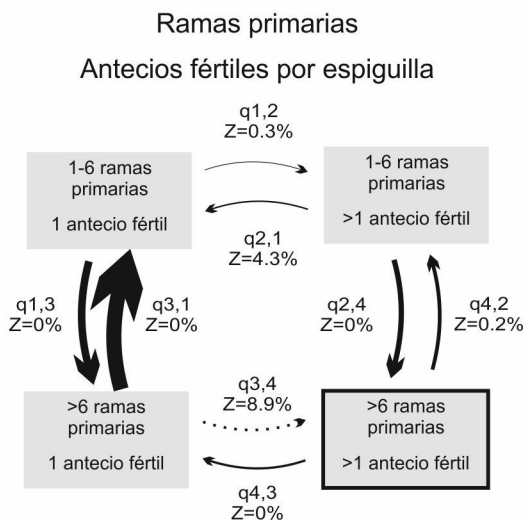 Ramas primarias
Antecios fértiles por espiguilla
q1,2
Z=0.3%
1-6 ramas
primarias
1 antecio fértil
1-6 ramas
primarias
>1 antecio fértil
q2,1
Z=4.3%
q1,3
Z=0%
q3,1
Z=0%
q2,4
Z=0%
q4,2
Z=0.2%
>6 ramas
primarias
1 antecio fértil
q3,4
Z=8.9%
>6 ramas
primarias
>1 antecio fértil
q4,3
Z=0%